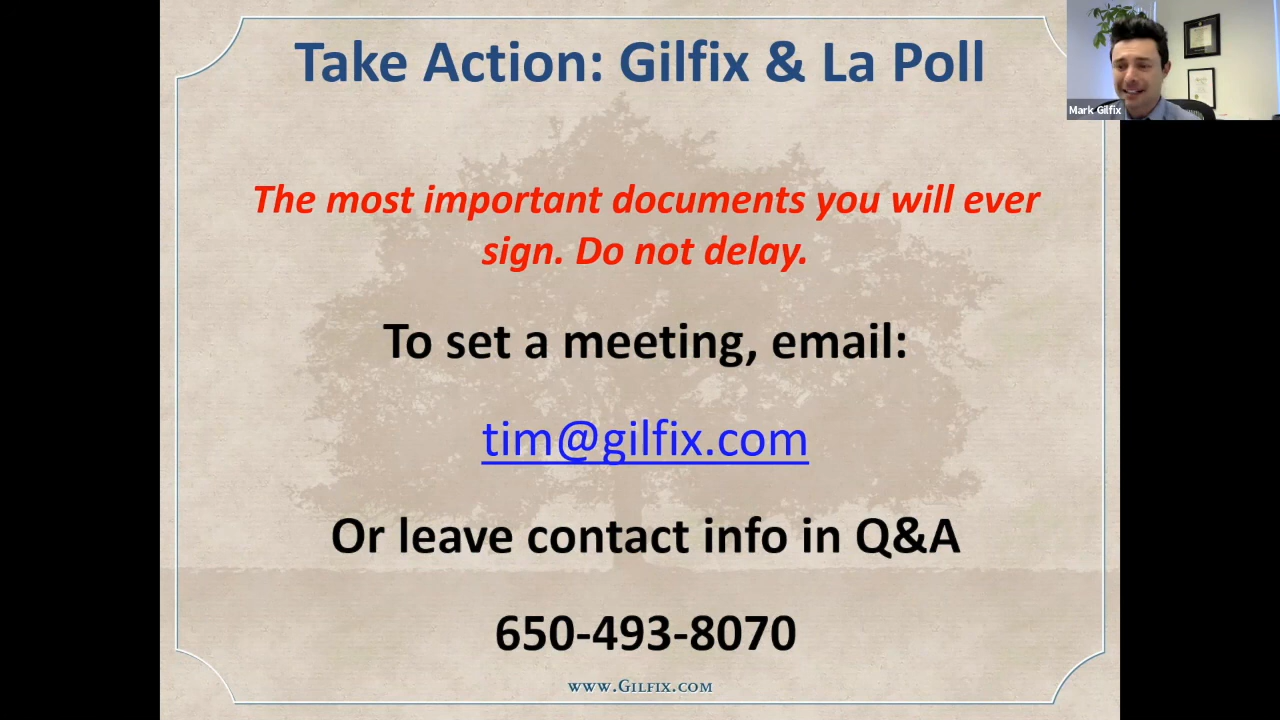 Take Action: Gilfix & La Poll
Mark Gilfix
The most important documents you will ever
sign. Do not delay.
To set a meeting, email:
tim@gilfix.com
Or leave contact info in Q&A
650-493-8070
www.Gilfix.com